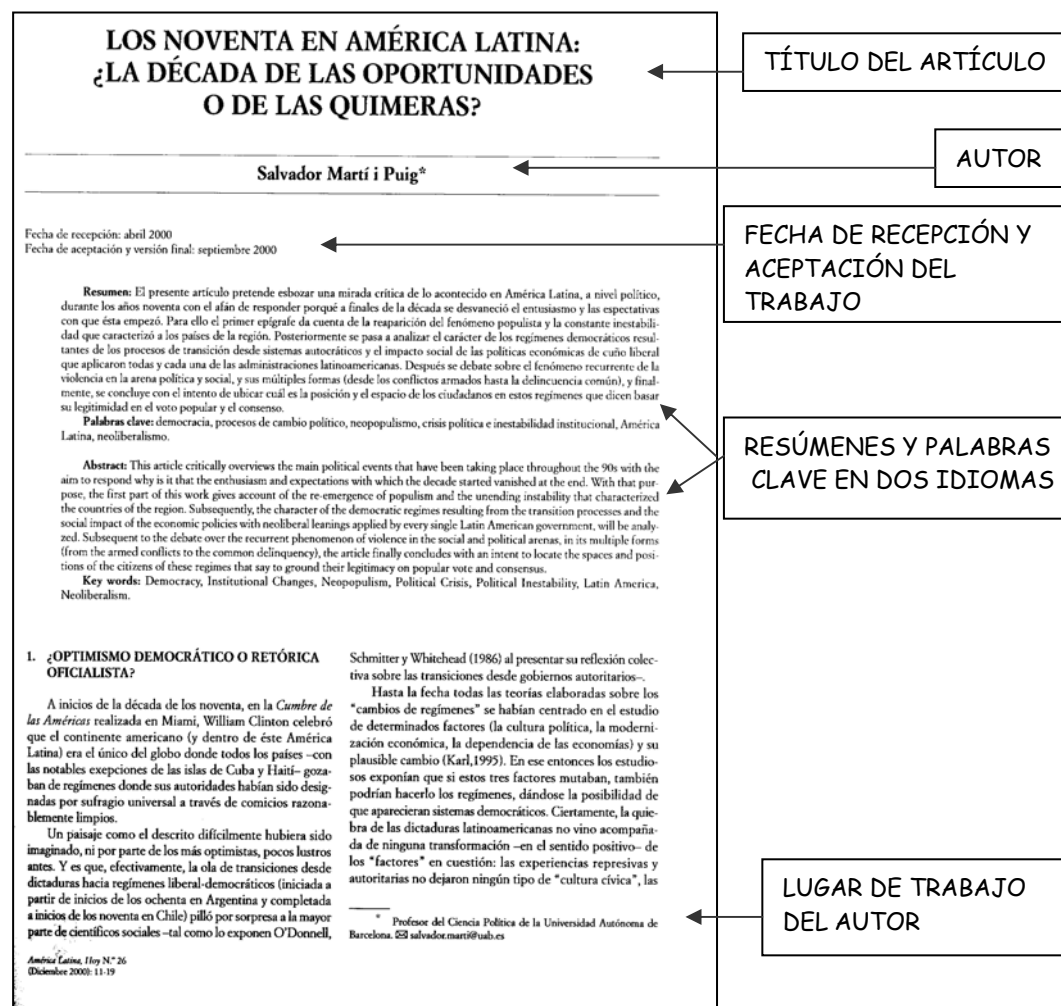 LOS NOVENTA EN AMÉRICA LATINA:
¿LA DÉCADA DE LAS OPORTUNIDADES
O DE LAS QUIMERAS?
TÍTULO DEL ARTÍCULO
Salvador Martí i Puig*
AUTOR
Fecha de recepción: abril 2000
Fecha de aceptación y versión final: septiembre 2000
FECHA DE RECEPCIÓN Y
ACEPTACIÓN DEL
TRABAJO
Resumen: El presente artículo pretende esbozar una mirada crítica de lo acontecido en América Latina, a nivel político,
durante los años noventa con el afán de responder porqué a finales de la década se desvaneció el entusiasmo y las espectativas
con que ésta empezó. Para ello el primer epígrafe da cuenta de la reaparición del fenómeno populista y la constante inestabili-
dad que caracterizó a los países de la región. Posteriormente se pasa a analizar el carácter de los regímenes democráticos resul-
tantes de los procesos de transición desde sistemas autocráticos y el impacto social de las políticas económicas de cuño liberal
que aplicaron todas y cada una de las administraciones latinoamericanas. Después se debate sobre el fenómeno recurrente de la
violencia en la arena política y social, y sus múltiples formas (desde los conflictos armados hasta la delincuencia común), y final-
mente, se concluye con el intento de ubicar cuál es la posición y el espacio de los ciudadanos en estos regímenes que dicen basar
su legitimidad en el voto popular y el consenso.
Palabras clave: democracia, procesos de cambio político, neopopulismo, crisis política e inestabilidad institucional, América
Latina, neoliberalismo.
RESÚMENES Y PALABRAS
CLAVE EN DOS IDIOMAS
Abstract: This article critically overviews the main political events that have been taking place throughout the 90s with the
aim to respond why is it that the enthusiasm and expectations with which the decade started vanished at the end. With that pur-
pose, the first part of this work gives account of the re-emergence of populism and the unending instability that characterized
the countries of the region. Subsequently, the character of the democratic regimes resulting from the transition processes and the
social impact of the economic policies with neoliberal leanings applied by every single Latin American government, will be analy-
zed. Subsequent to the debate over the recurrent phenomenon of violence in the social and political arenas, in its multiple forms
(from the armed conflicts to the common delinquency), the article finally concludes with an intent to locate the spaces and posi-
tions of the citizens of these regimes that say to ground their legitimacy on popular vote and consensus.
Key words: Democracy, Institutional Changes, Neopopulism, Political Crisis, Political Inestability, Latin America,
Neoliberalism.
1. ¿OPTIMISMO DEMOCRÁTICO O RETÓRICA
OFICIALISTA?
A inicios de la década de los noventa, en la Cumbre de
las Américas realizada en Miami, William Clinton celebró
que el continente americano (y dentro de éste América
Latina) era el único del globo donde todos los países –con
las notables exepciones de las islas de Cuba y Haití– goza-
ban de regímenes donde sus autoridades habían sido desig-
nadas por sufragio universal a través de comicios razona-
blemente limpios.
Un paisaje como el descrito difícilmente hubiera sido
imaginado, ni por parte de los más optimistas, pocos lustros
antes. Y es que, efectivamente, la ola de transiciones desde
dictaduras hacia regímenes liberal-democráticos (iniciada a
partir de inicios de los ochenta en Argentina y completada
a inicios de los noventa en Chile) pilló por sorpresa a la mayor
parte de científicos sociales –tal como lo exponen O'Donnell,
Schmitter y Whitehead (1986) al presentar su reflexión colec-
tiva sobre las transiciones desde gobiernos autoritarios–.
Hasta la fecha todas las teorías elaboradas sobre los
"cambios de regímenes" se habían centrado en el estudio
de determinados factores (la cultura política, la moderni-
zación económica, la dependencia de las economías) y su
plausible cambio (Karl,1995). En ese entonces los estudio-
sos exponían que si estos tres factores mutaban, también
podrían hacerlo los regímenes, dándose la posibilidad de
que aparecieran sistemas democráticos. Ciertamente, la quie-
bra de las dictaduras latinoamericanas no vino acompaña-
da de ninguna transformación –en el sentido positivo– de
los "factores" en cuestión: las experiencias represivas y
autoritarias no dejaron ningún tipo de "cultura cívica", las
* Profesor del Ciencia Política de la Universidad Autónoma de
Barcelona. ✉ salvador.marti@uab.es
LUGAR DE TRABAJO
DEL AUTOR
América Latina, Hoy N.º 26
(Diciembre 2000): 11-19